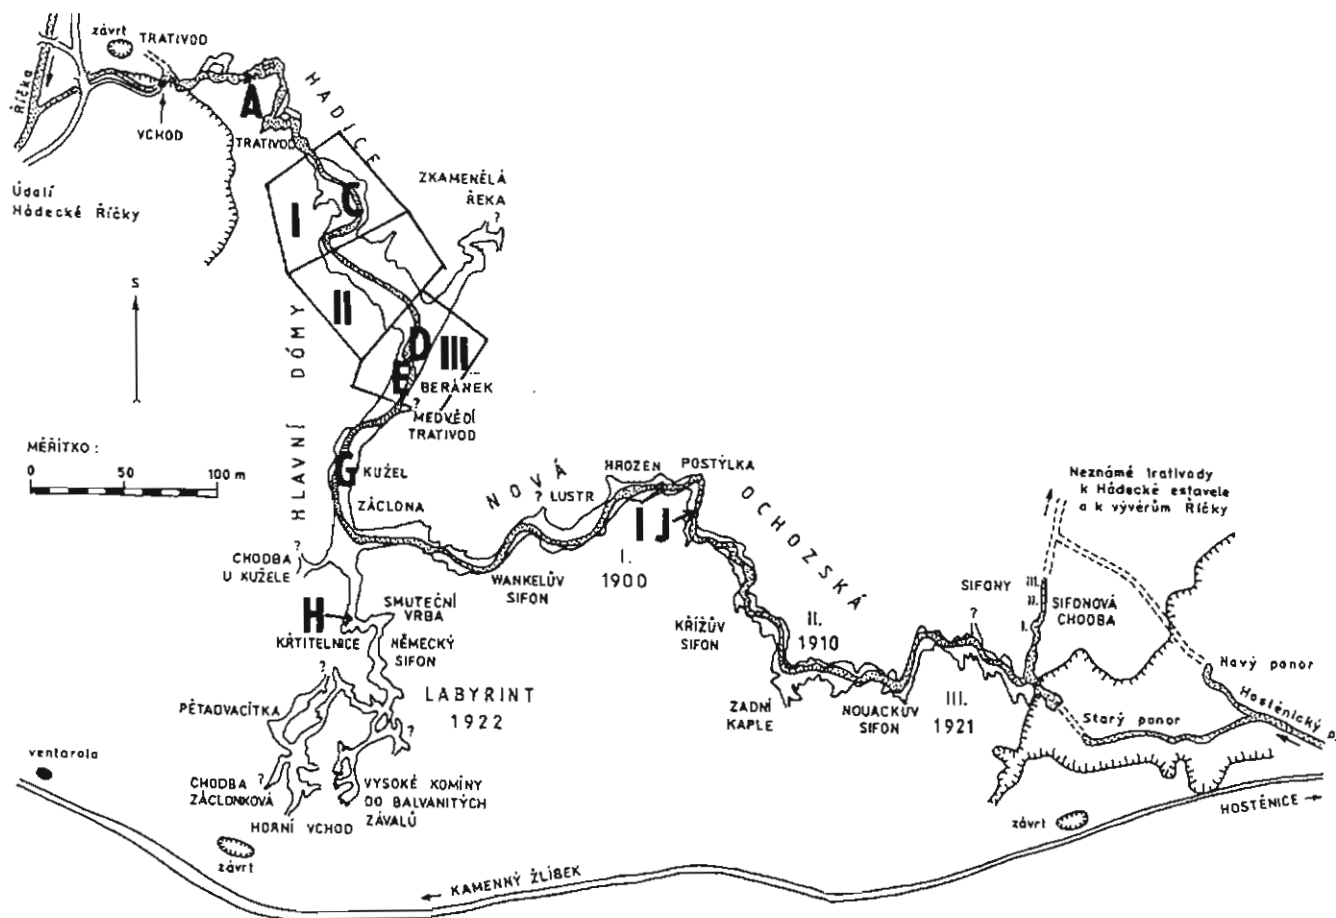 závrt
TRATIVOD
Říčka
VCHOD
A
TRATIVOD
HADICE
Údalí
Hádecké Říčky
ZKAMENĚLÁ
ŘEKA
?
I
C
S
II
D
III
E
BERÁNEK
?
MEDVĚDÍ
TRATIVOD
HLAVNÍ DÓMY
MĚŘÍTKO:
0 50 100 m
G
KUŽEL
ZÁCLONA
NOVÁ
? LUSTR
HROZEN
POSTÝLKA
OCHOZSKÁ
I J
I.
1900
WANKELŮV
SIFON
?
CHODBA
U KUŽELE
H
KŘTITELNICE
SMUTEČNÍ
VRBA
NĚMECKÝ
SIFON
KŘÍŽŮV
SIFON
II.
1910
ZADNÍ
KAPLE
NOUACKŮV
SIFON
III.
1921
SIFONY
?
III.
II.
I.
SIFONOVÁ
CHODBA
Neznámé trativody
k Hádecké estavele
a k vývěrům Říčky
Nový ponor
Hostěnický p.
Starý ponor
?
PĚTADVACÍTKA
LABYRINT
1922
?
ventarola
CHODBA ?
ZÁCLONKOVÁ
HORNÍ VCHOD
VYSOKÉ KOMÍNY
DO BALVANITÝCH
ZÁVALŮ
závrt
závrt
HOSTĚNICE
KAMENNÝ ŽLÍBEK